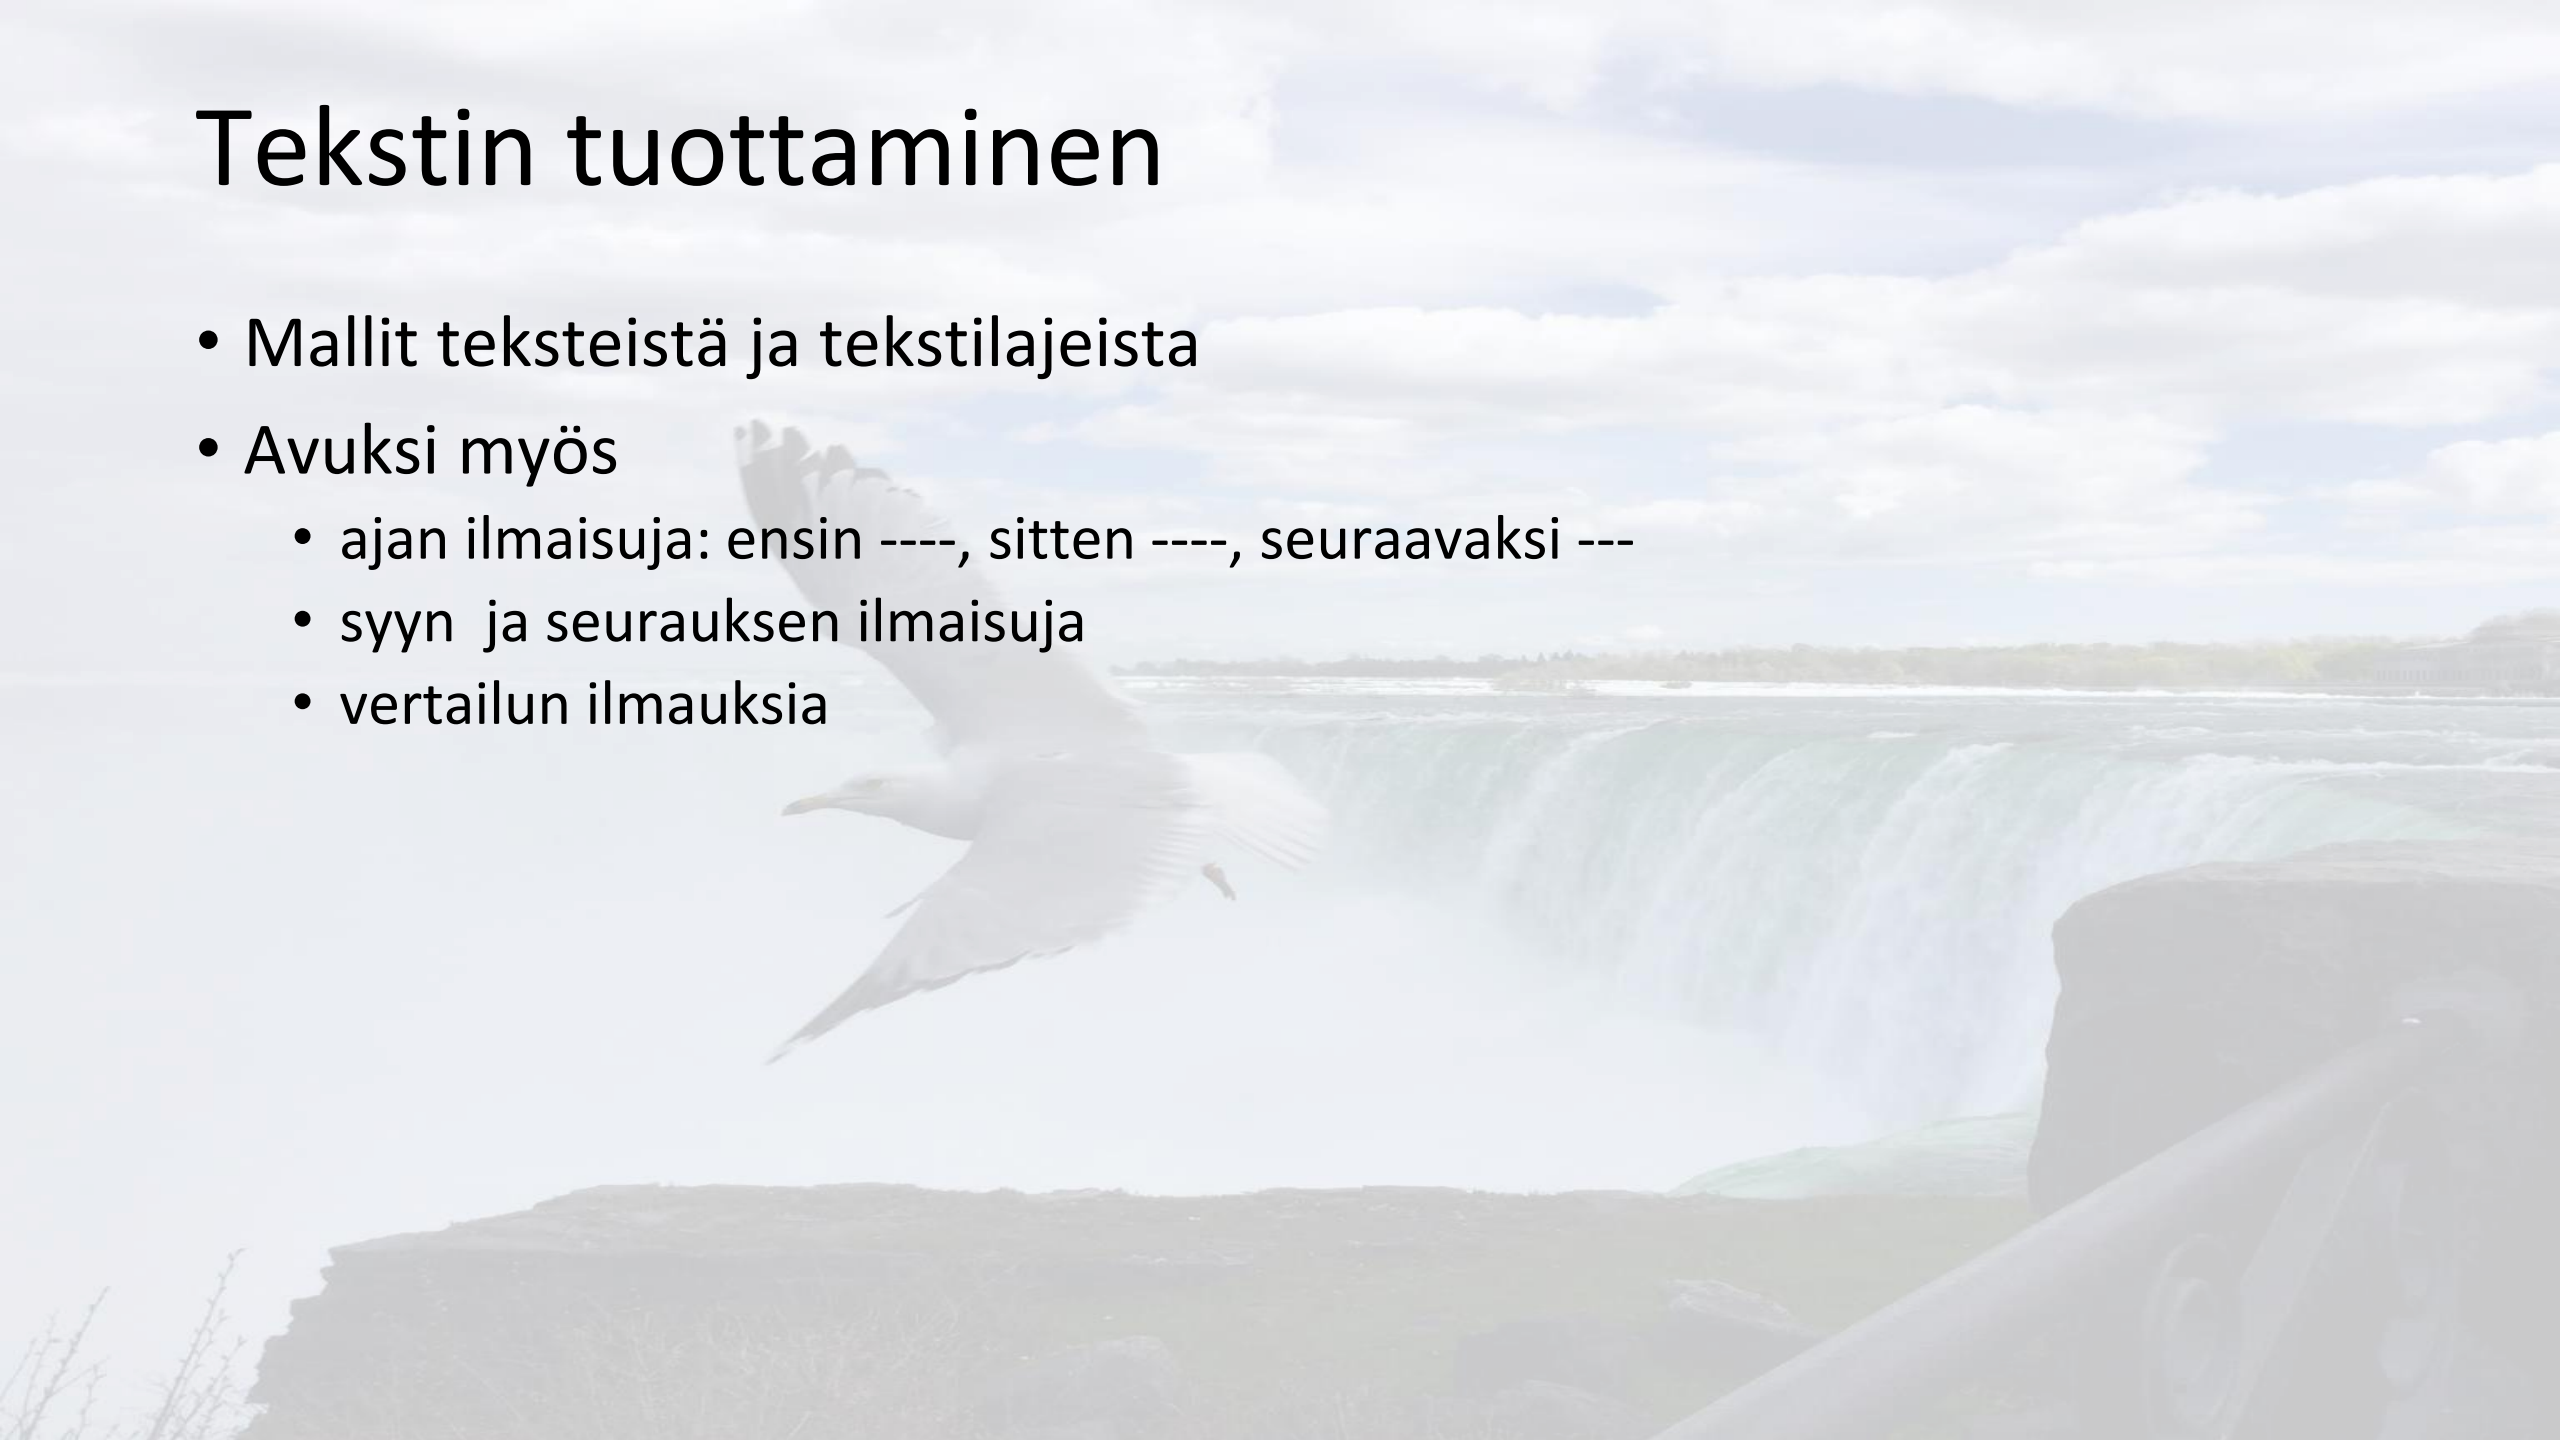 Tekstin tuottaminen
• Mallit teksteistä ja tekstilajeista
• Avuksi myös
• ajan ilmaisuja: ensin ----, sitten ----, seuraavaksi ---
• syyn  ja seurauksen ilmaisuja
• vertailun ilmauksia